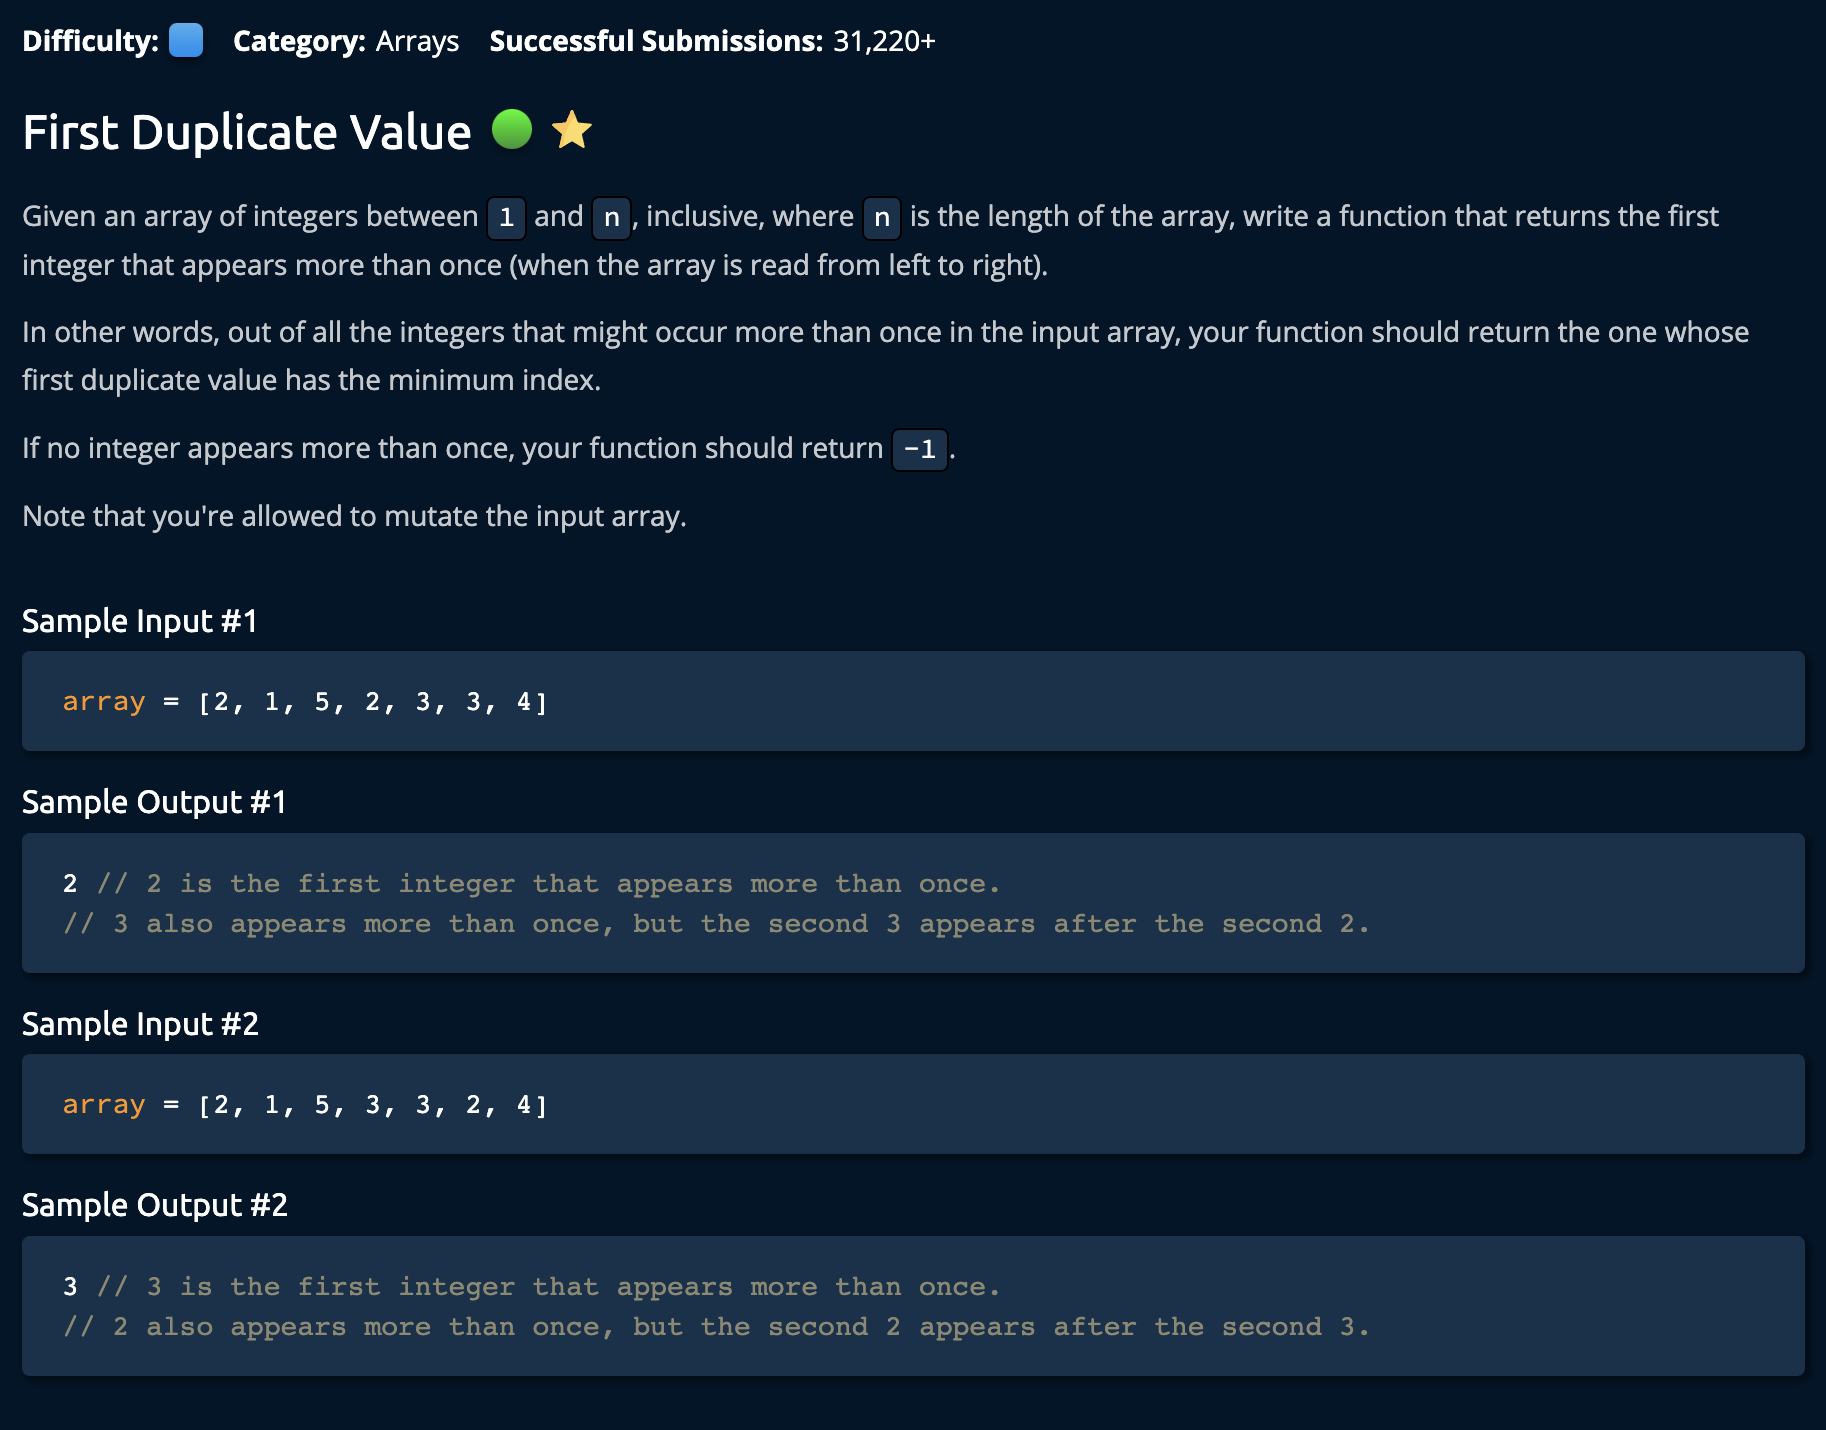 Difficulty: Category: Arrays Successful Submissions: 31,220+
First Duplicate Value
Given an array of integers between 1 and n, inclusive, where n is the length of the array, write a function that returns the first
integer that appears more than once (when the array is read from left to right).
In other words, out of all the integers that might occur more than once in the input array, your function should return the one whose
first duplicate value has the minimum index.
If no integer appears more than once, your function should return -1.
Note that you're allowed to mutate the input array.
Sample Input #1
array = [2, 1, 5, 2, 3, 3, 4]
Sample Output #1
2 // 2 is the first integer that appears more than once.
// 3 also appears more than once, but the second 3 appears after the second 2.
Sample Input #2
array = [2, 1, 5, 3, 3, 2, 4]
Sample Output #2
3 // 3 is the first integer that appears more than once.
// 2 also appears more than once, but the second 2 appears after the second 3.